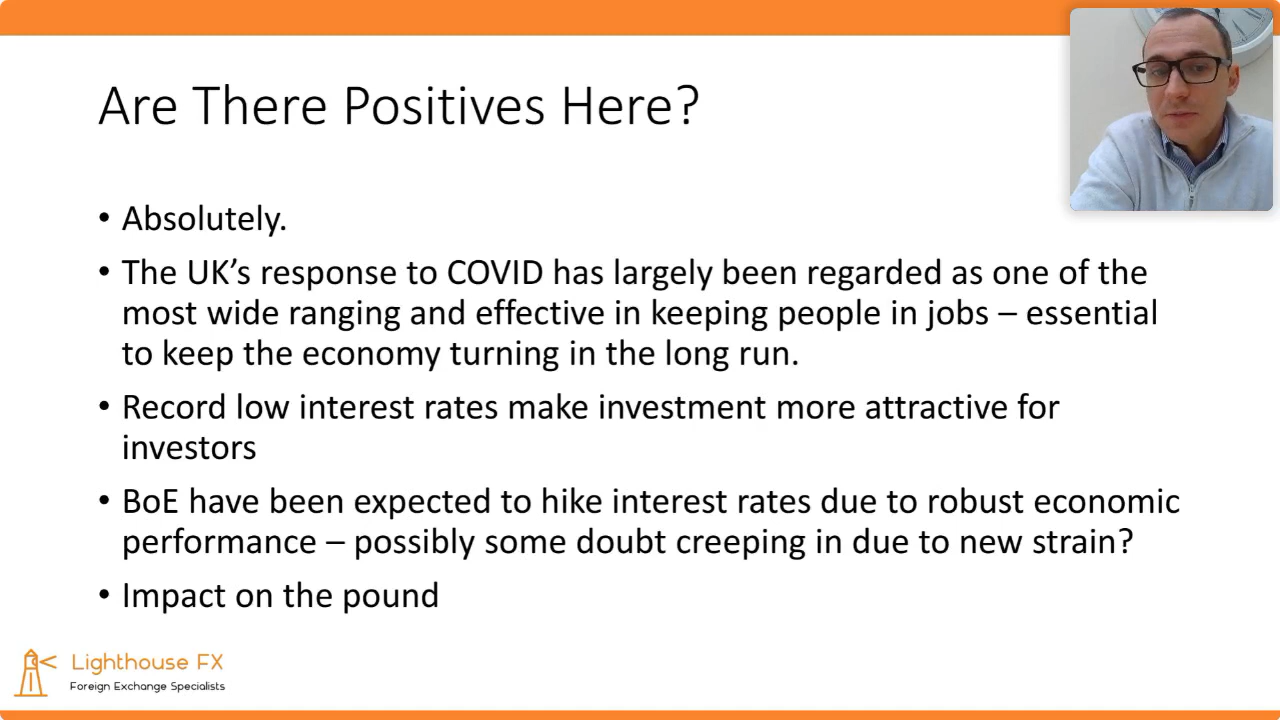 Are There Positives Here?
• Absolutely.
• The UK’s response to COVID has largely been regarded as one of the
most wide ranging and effective in keeping people in jobs – essential
to keep the economy turning in the long run.
• Record low interest rates make investment more attractive for
investors
• BoE have been expected to hike interest rates due to robust economic
performance – possibly some doubt creeping in due to new strain?
• Impact on the pound
Lighthouse FX
Foreign Exchange Specialists